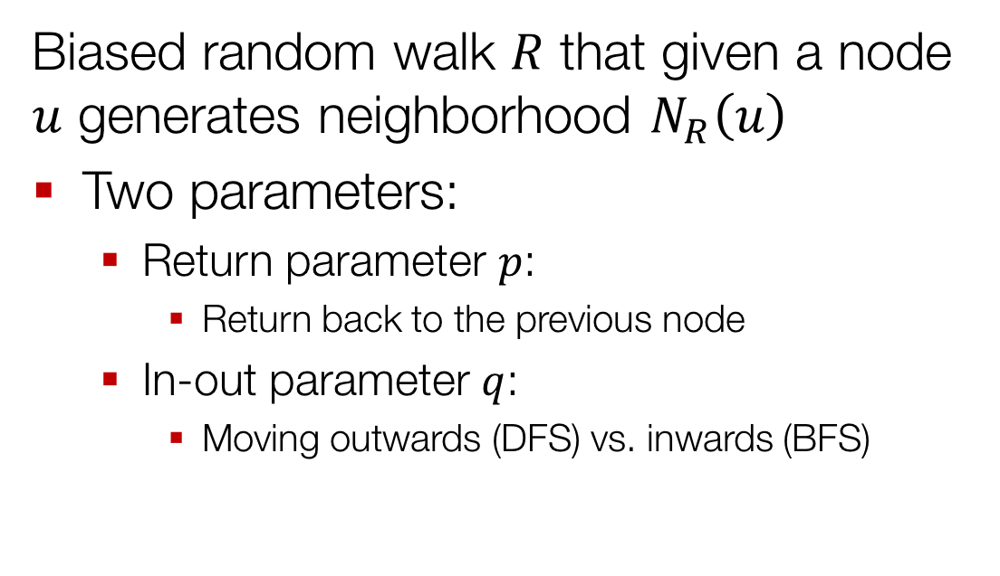 Biased random walk R that given a node
u generates neighborhood N_R(u)
▪ Two parameters:
▪ Return parameter p:
▪ Return back to the previous node
▪ In-out parameter q:
▪ Moving outwards (DFS) vs. inwards (BFS)